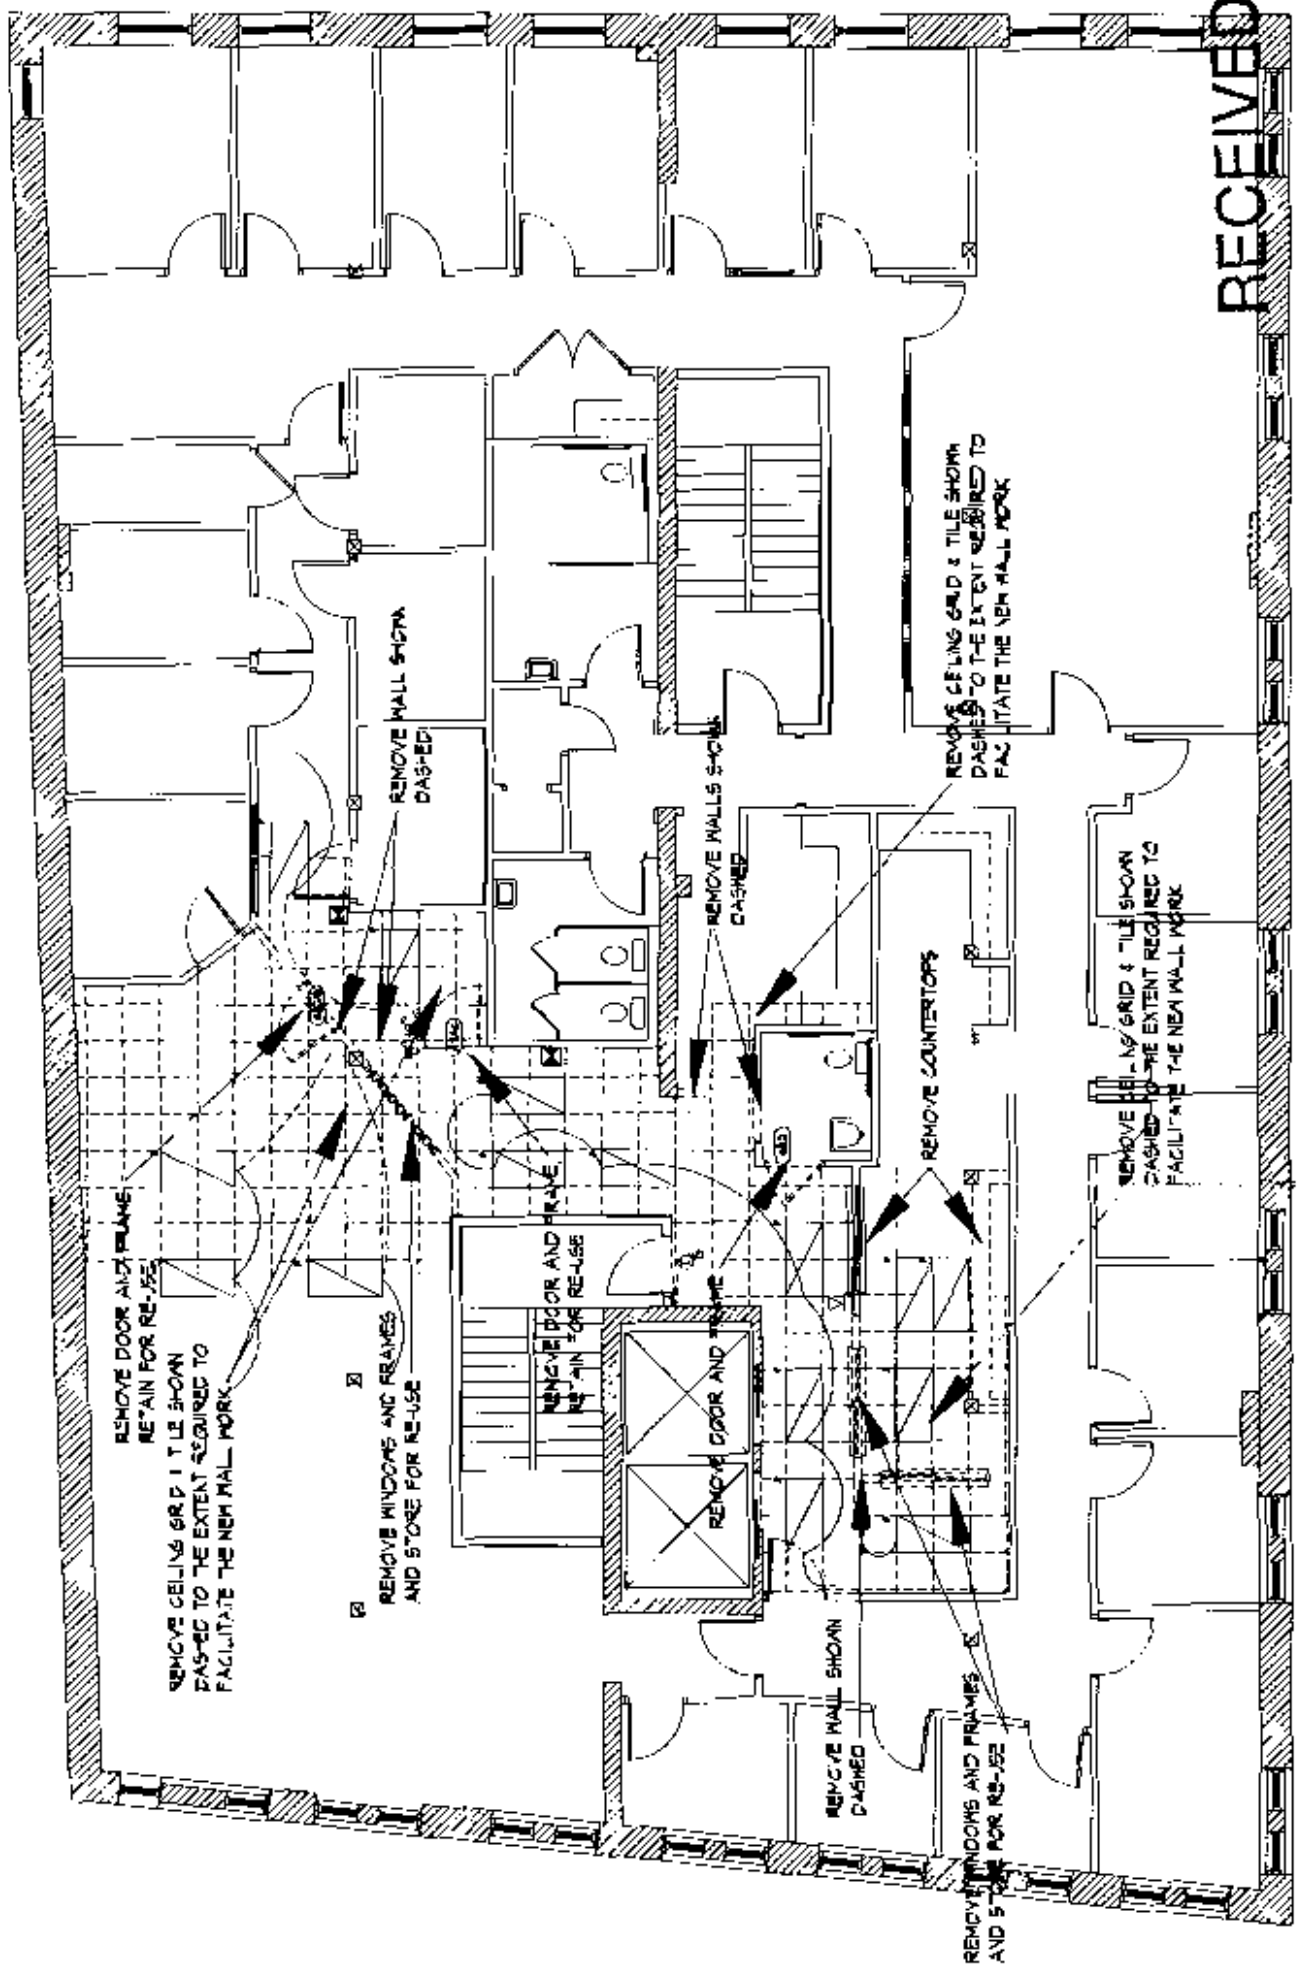 RECEIVED
REMOVE CEILING GRID & TILE SHOWN
DASHED TO THE EXTENT REQUIRED TO
FACILITATE THE NEW WALL WORK
REMOVE WALL SHOWN
DASHED
REMOVE WALLS SHOWN
DASHED
REMOVE CEILING GRID & TILE SHOWN
DASHED TO THE EXTENT REQUIRED TO
FACILITATE THE NEW WALL WORK
REMOVE COUNTERTOPS
REMOVE DOOR AND FRAME
RETAIN FOR RE-USE
REMOVE DOOR AND FRAME
RETAIN FOR RE-USE
REMOVE DOOR AND FRAME
REMOVE CEILING GRID & TILE SHOWN
DASHED TO THE EXTENT REQUIRED TO
FACILITATE THE NEW WALL WORK
REMOVE WINDOWS AND FRAMES
AND STORE FOR RE-USE
REMOVE WALL SHOWN
DASHED
REMOVE WINDOWS AND FRAMES
AND STORE FOR RE-USE